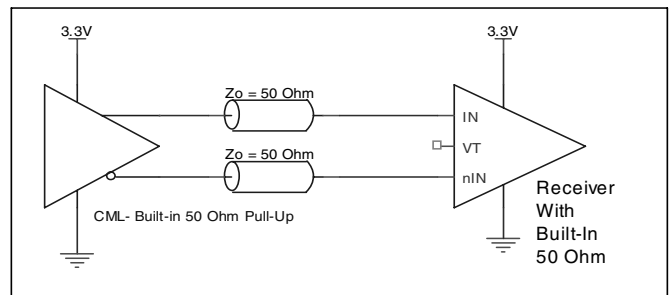 3.3V
3.3V
Zo = 50 Ohm
IN
VT
Zo = 50 Ohm
nIN
CML- Built-in 50 Ohm Pull-Up
Receiver
With
Built-In
50 Ohm